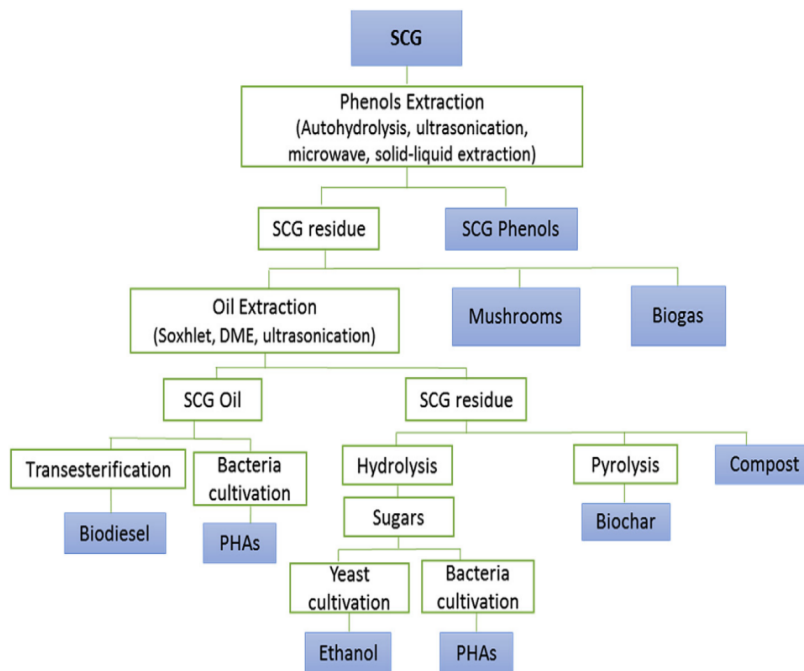 SCG
Phenols Extraction
(Autohydrolysis, ultrasonication,
microwave, solid-liquid extraction)
SCG residue
SCG Phenols
Oil Extraction
(Soxhlet, DME, ultrasonication)
Mushrooms
Biogas
SCG Oil
SCG residue
Transesterification
Bacteria
cultivation
Hydrolysis
Pyrolysis
Compost
Biodiesel
PHAs
Sugars
Biochar
Yeast
cultivation
Bacteria
cultivation
Ethanol
PHAs